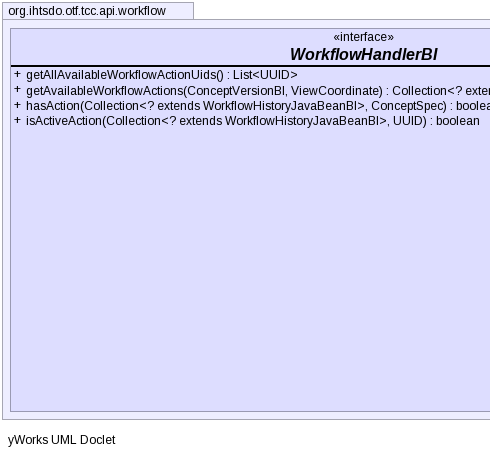 org.ihtsdo.otf.tcc.api.workflow
«interface»
WorkflowHandlerBI
+ getAllAvailableWorkflowActionUids() : List<UUID>
+ getAvailableWorkflowActions(ConceptVersionBI, ViewCoordinate) : Collection<? exten
+ hasAction(Collection<? extends WorkflowHistoryJavaBeanBI>, ConceptSpec) : boolea
+ isActiveAction(Collection<? extends WorkflowHistoryJavaBeanBI>, UUID) : boolean
yWorks UML Doclet